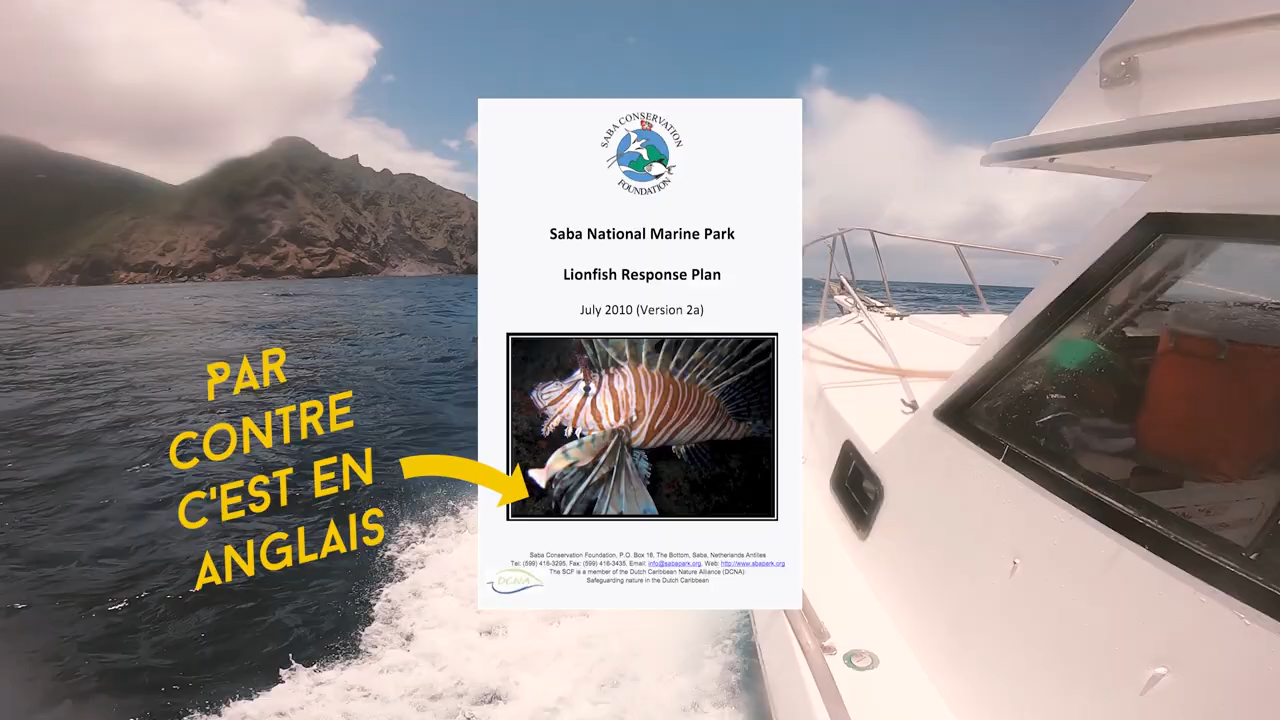 SABA CONSERVATION
FOUNDATION
Saba National Marine Park
Lionfish Response Plan
July 2010 (Version 2a)
PAR
CONTRE
C'EST EN
ANGLAIS
Saba Conservation Foundation, P.O. Box 18, The Bottom, Saba, Netherlands Antilles
Tel: (599) 416-3295, Fax: (599) 416-3435, Email: info@sabapark.org, Web: http://www.sbapark.org
The SCF is a member of the Dutch Caribbean Nature Alliance (DCNA):
Safeguarding nature in the Dutch Caribbean
DCNA